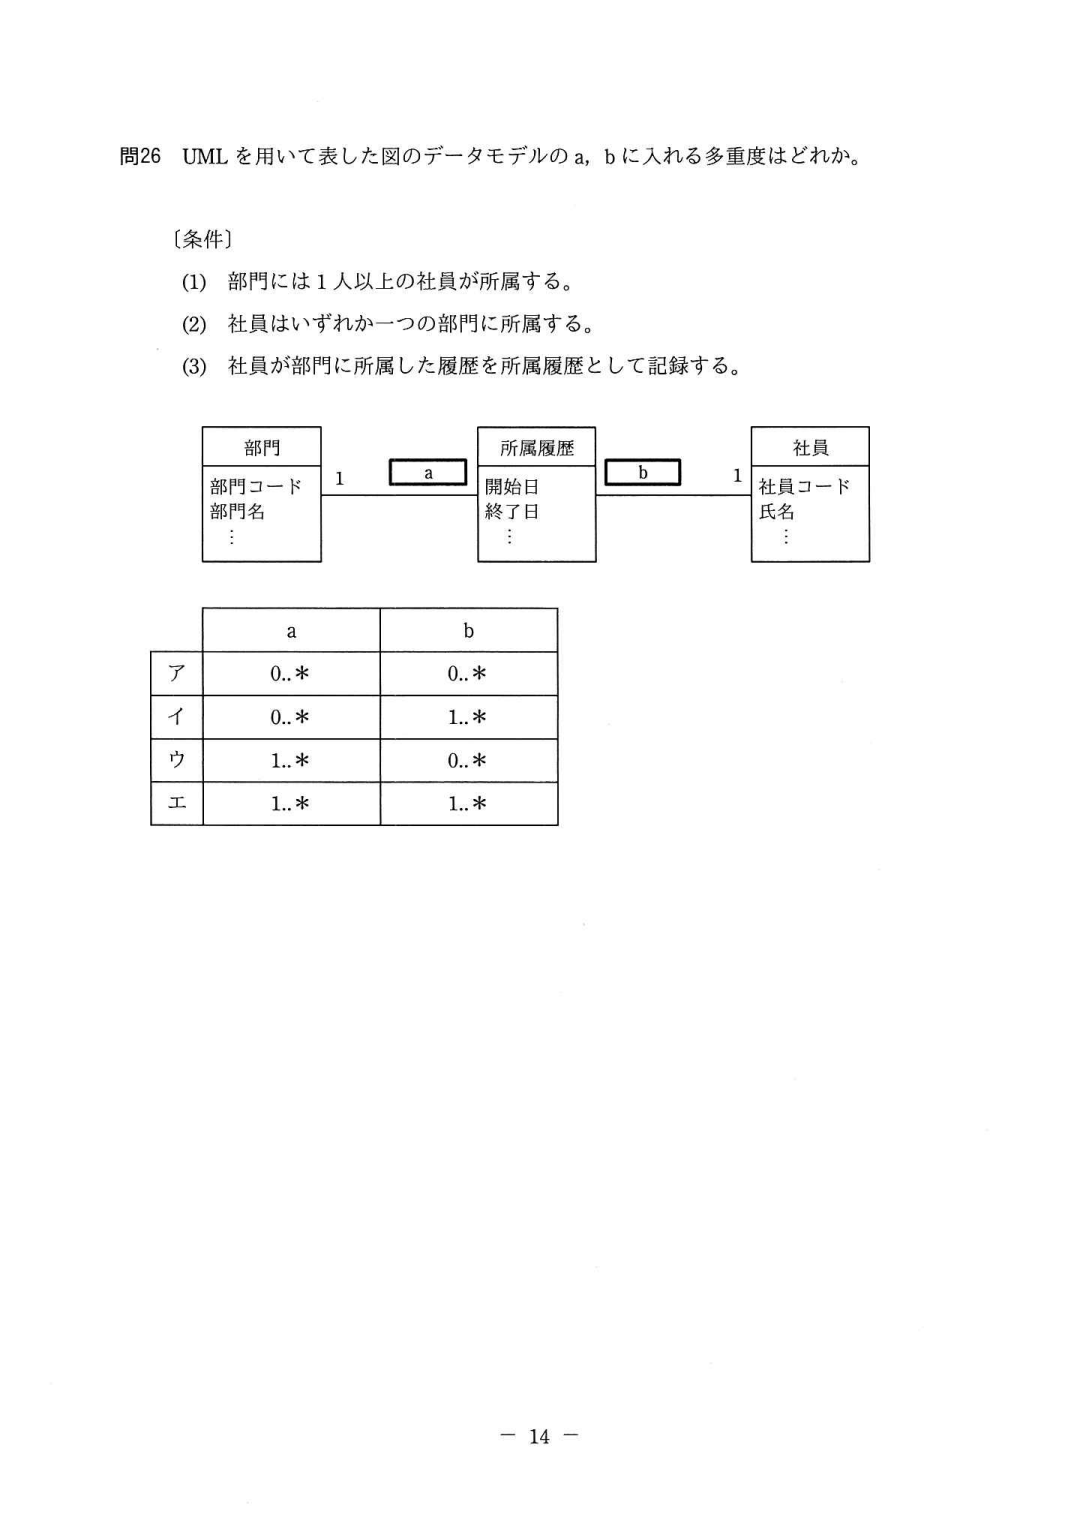 問26 UMLを用いて表した図のデータモデルのa，bに入れる多重度はどれか。
〔条件〕
(1) 部門には1人以上の社員が所属する。
(2) 社員はいずれか一つの部門に所属する。
(3) 社員が部門に所属した履歴を所属履歴として記録する。
部門 所属履歴 社員
1 a b 1
部門コード 開始日 社員コード
部門名 終了日 氏名
⋮ ⋮ ⋮
a b
ア 0..＊ 0..＊
イ 0..＊ 1..＊
ウ 1..＊ 0..＊
エ 1..＊ 1..＊
－ 14 －